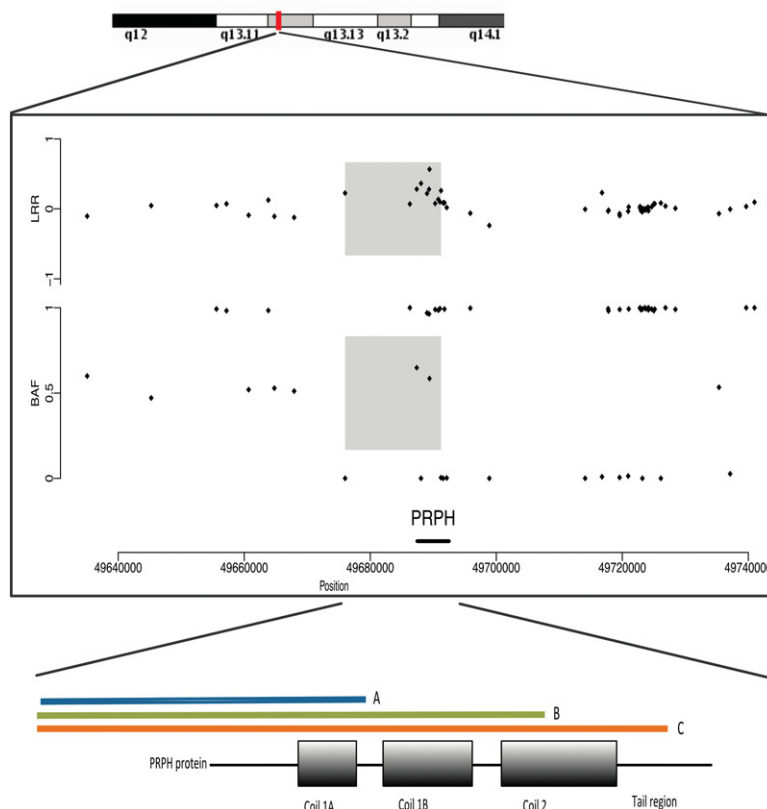 q12 q13.11 q13.13 q13.2 q14.1
LRR
1
0
-1
BAF
1
0.5
0
PRPH
49640000 49660000 49680000 49700000 49720000 49740000
Position
A
B
C
PRPH protein
Coil 1A Coil 1B Coil 2 Tail region